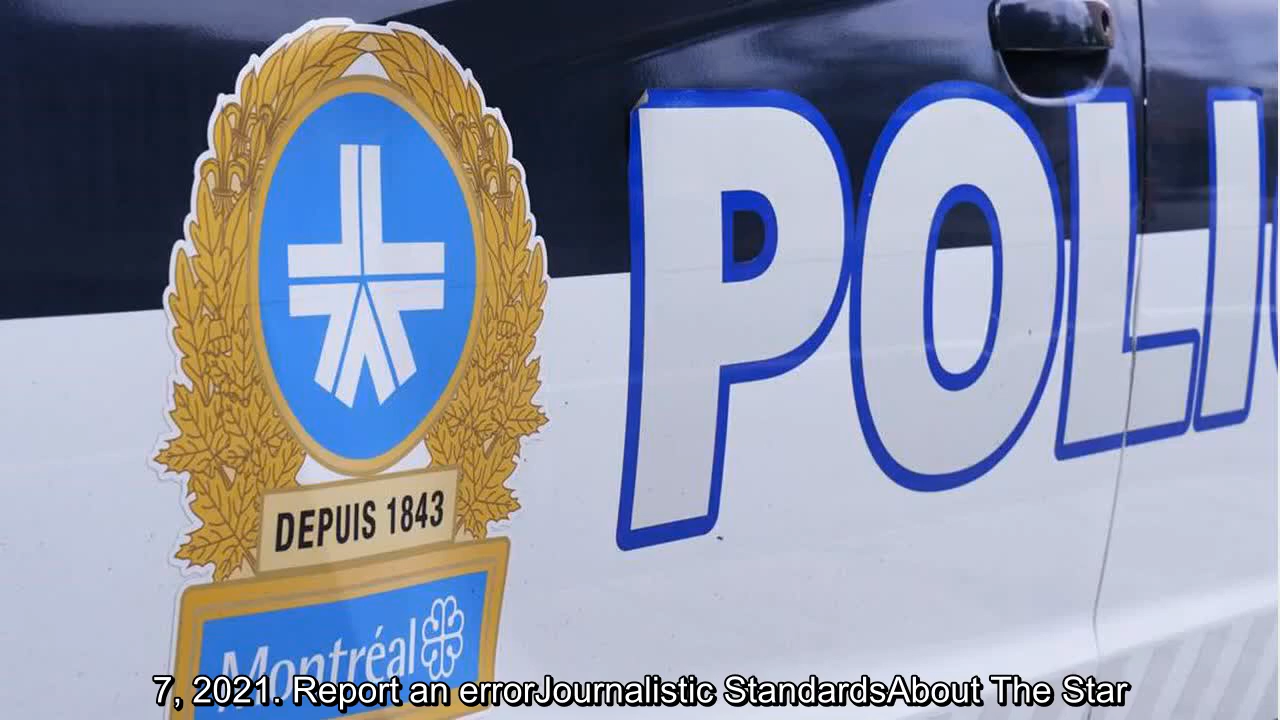 POLI
DEPUIS 1843
Montréal
7, 2021. Report an errorJournalistic StandardsAbout The Star